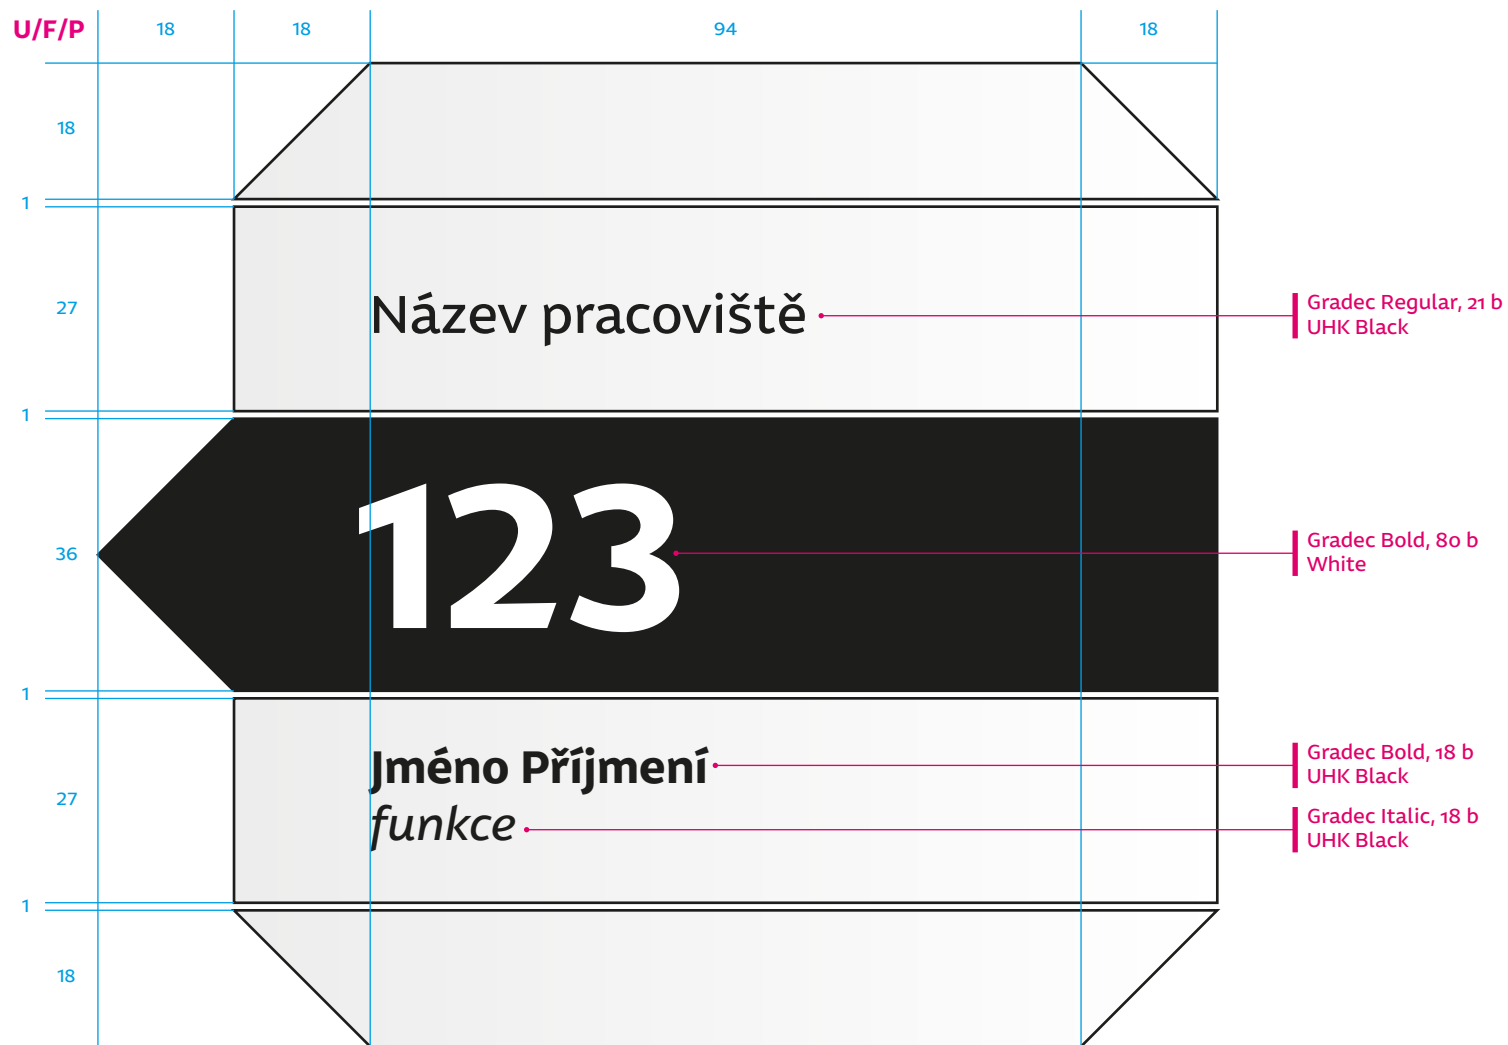 U/F/P 18 18 94 18
18
1
27
Název pracoviště
Gradec Regular, 21 b
UHK Black
1
36
123
Gradec Bold, 80 b
White
1
27
Jméno Příjmení
funkce
Gradec Bold, 18 b
UHK Black
Gradec Italic, 18 b
UHK Black
1
18